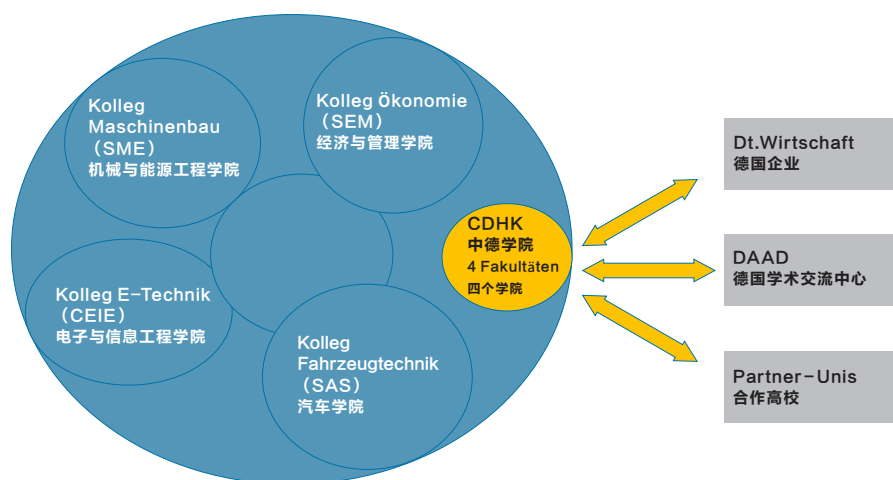 Kolleg
Maschinenbau
（SME）
机械与能源工程学院
Kolleg Ökonomie
（SEM）
经济与管理学院
Kolleg E-Technik
（CEIE）
电子与信息工程学院
Kolleg
Fahrzeugtechnik
（SAS）
汽车学院
CDHK
中德学院
4 Fakultäten
四个学院
Dt.Wirtschaft
德国企业
DAAD
德国学术交流中心
Partner-Unis
合作高校